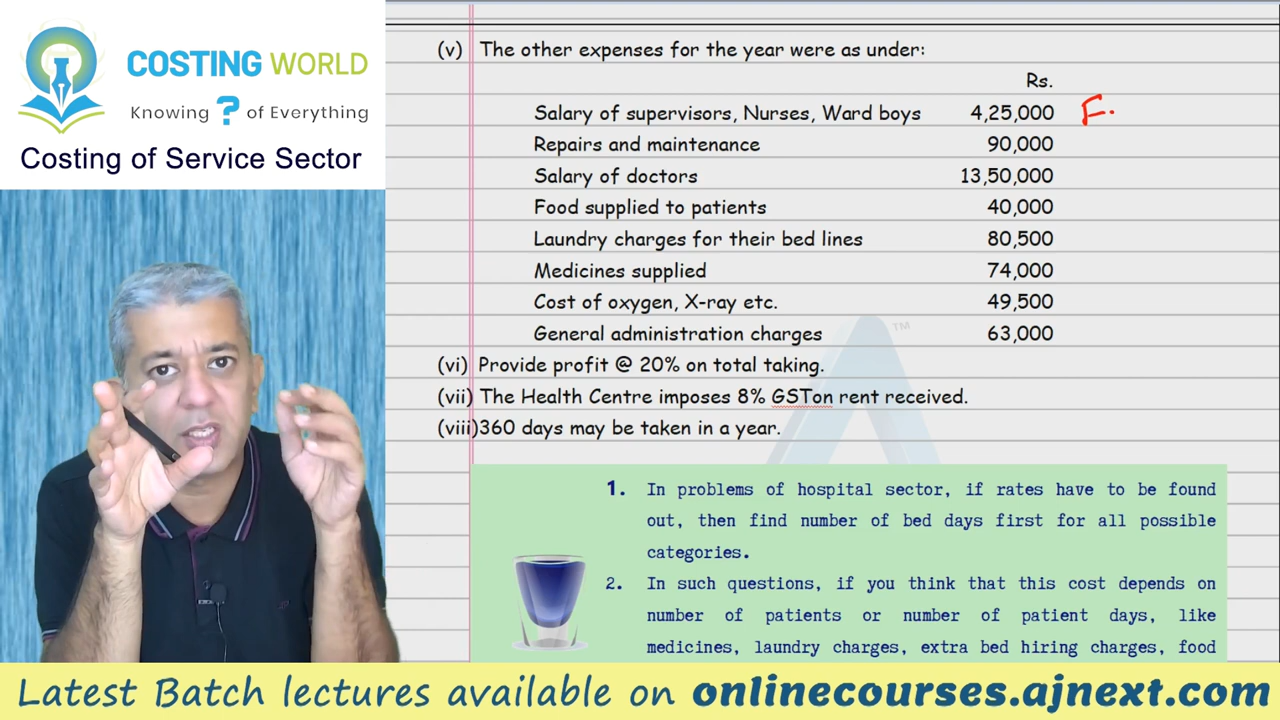 COSTING WORLD
Knowing ? of Everything
Costing of Service Sector
(v) The other expenses for the year were as under:
Rs.
Salary of supervisors, Nurses, Ward boys 4,25,000 F.
Repairs and maintenance 90,000
Salary of doctors 13,50,000
Food supplied to patients 40,000
Laundry charges for their bed lines 80,500
Medicines supplied 74,000
Cost of oxygen, X-ray etc. 49,500
General administration charges 63,000
TM
(vi) Provide profit @ 20% on total taking.
(vii) The Health Centre imposes 8% GSTon rent received.
(viii)360 days may be taken in a year.
1. In problems of hospital sector, if rates have to be found
out, then find number of bed days first for all possible
categories.
2. In such questions, if you think that this cost depends on
number of patients or number of patient days, like
medicines, laundry charges, extra bed hiring charges, food
Latest Batch lectures available on onlinecourses.ajnext.com